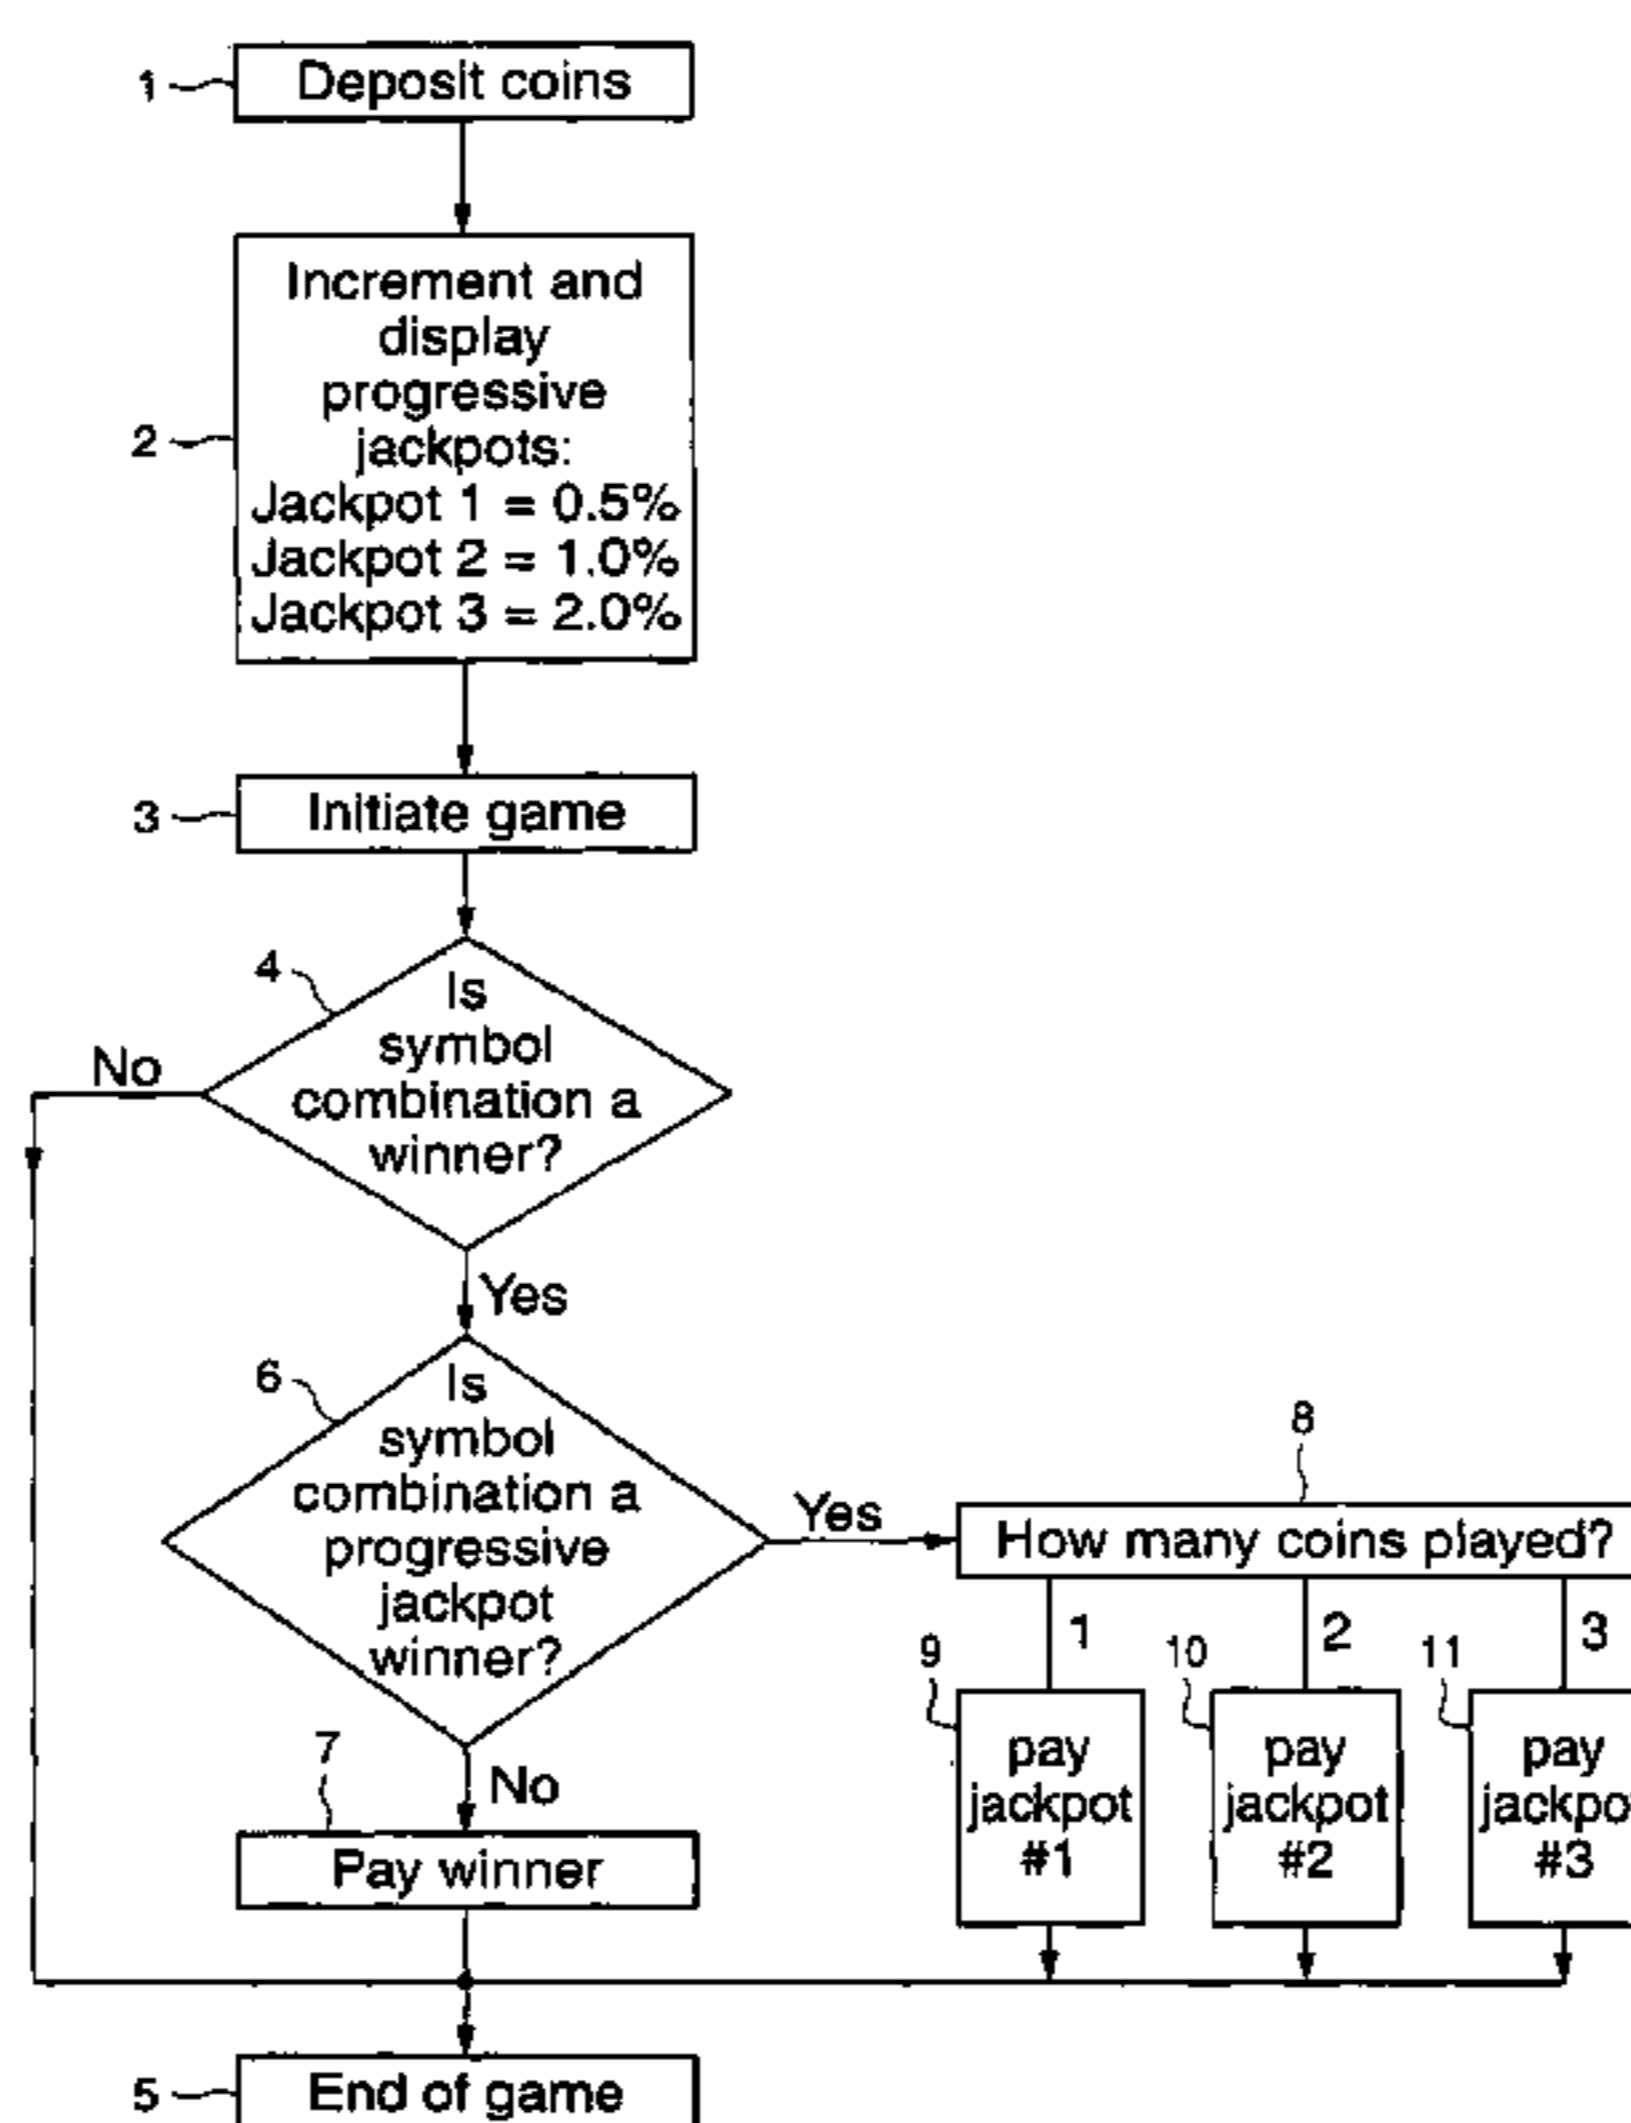 1
Deposit coins
2
Increment and
display
progressive
jackpots:
Jackpot 1 = 0.5%
Jackpot 2 = 1.0%
Jackpot 3 = 2.0%
3
Initiate game
4
Is
symbol
combination a
winner?
No
Yes
6
Is
symbol
combination a
progressive
jackpot
winner?
Yes
8
How many coins played?
1
2
3
9
pay
jackpot
#1
10
pay
jackpot
#2
11
pay
jackpo
#3
No
7
Pay winner
5
End of game